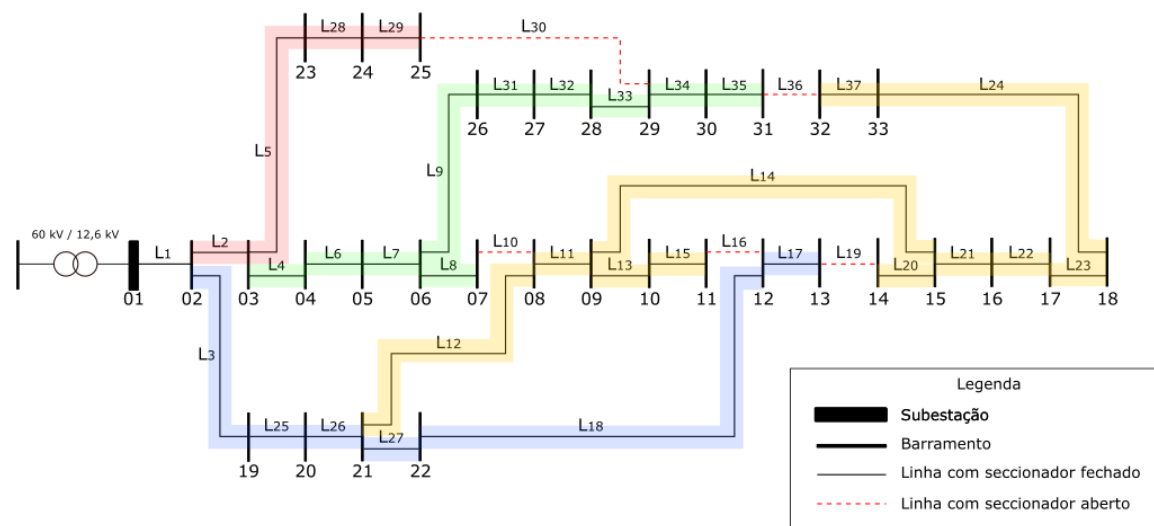 L28 L29 L30
23 24 25
L31 L32 L33 L34 L35 L36 L37 L24
26 27 28 29 30 31 32 33
L5
L9
L14
60 kV / 12,6 kV
L1 L2 L4 L6 L7 L8 L10 L11 L13 L15 L16 L17 L19 L20 L21 L22 L23
01 02 03 04 05 06 07 08 09 10 11 12 13 14 15 16 17 18
L3
L12
L25 L26 L27 L18
19 20 21 22
Legenda
Subestação
Barramento
Linha com seccionador fechado
Linha com seccionador aberto